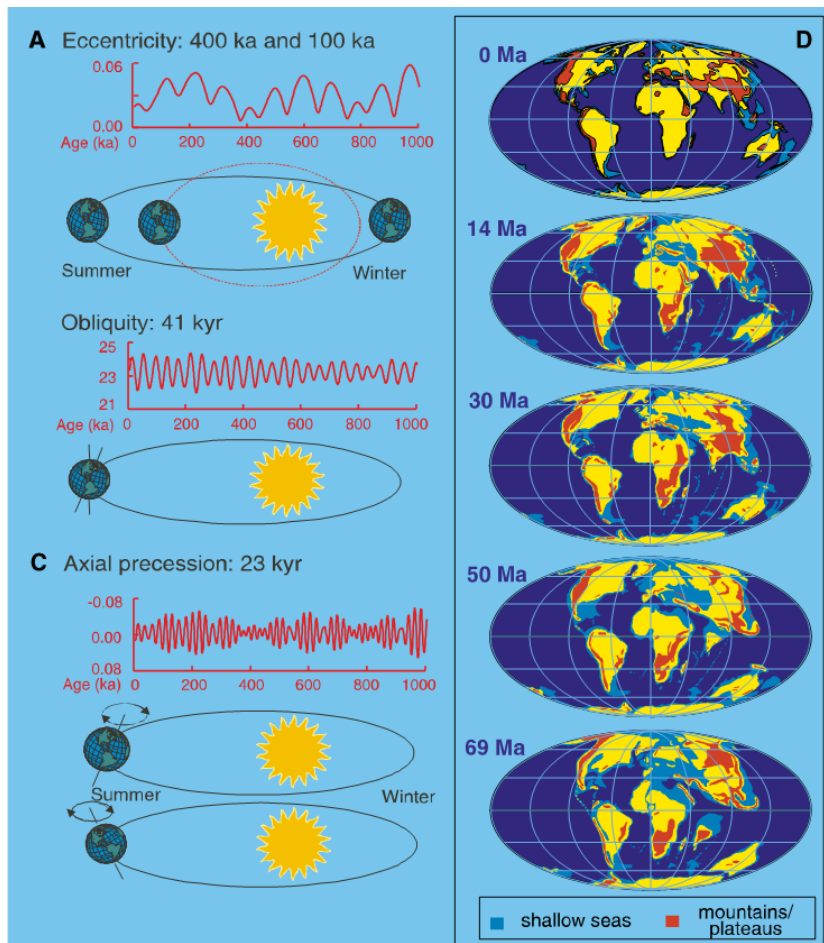 A Eccentricity: 400 ka and 100 ka
0.06
0.00
Age (ka) 0 200 400 600 800 1000
Summer Winter
Obliquity: 41 kyr
25
23
21
Age (ka) 0 200 400 600 800 1000
C Axial precession: 23 kyr
-0.08
0.00
0.08
Age (ka) 0 200 400 600 800 1000
Summer Winter
D
0 Ma
14 Ma
30 Ma
50 Ma
69 Ma
shallow seas
mountains/
plateaus